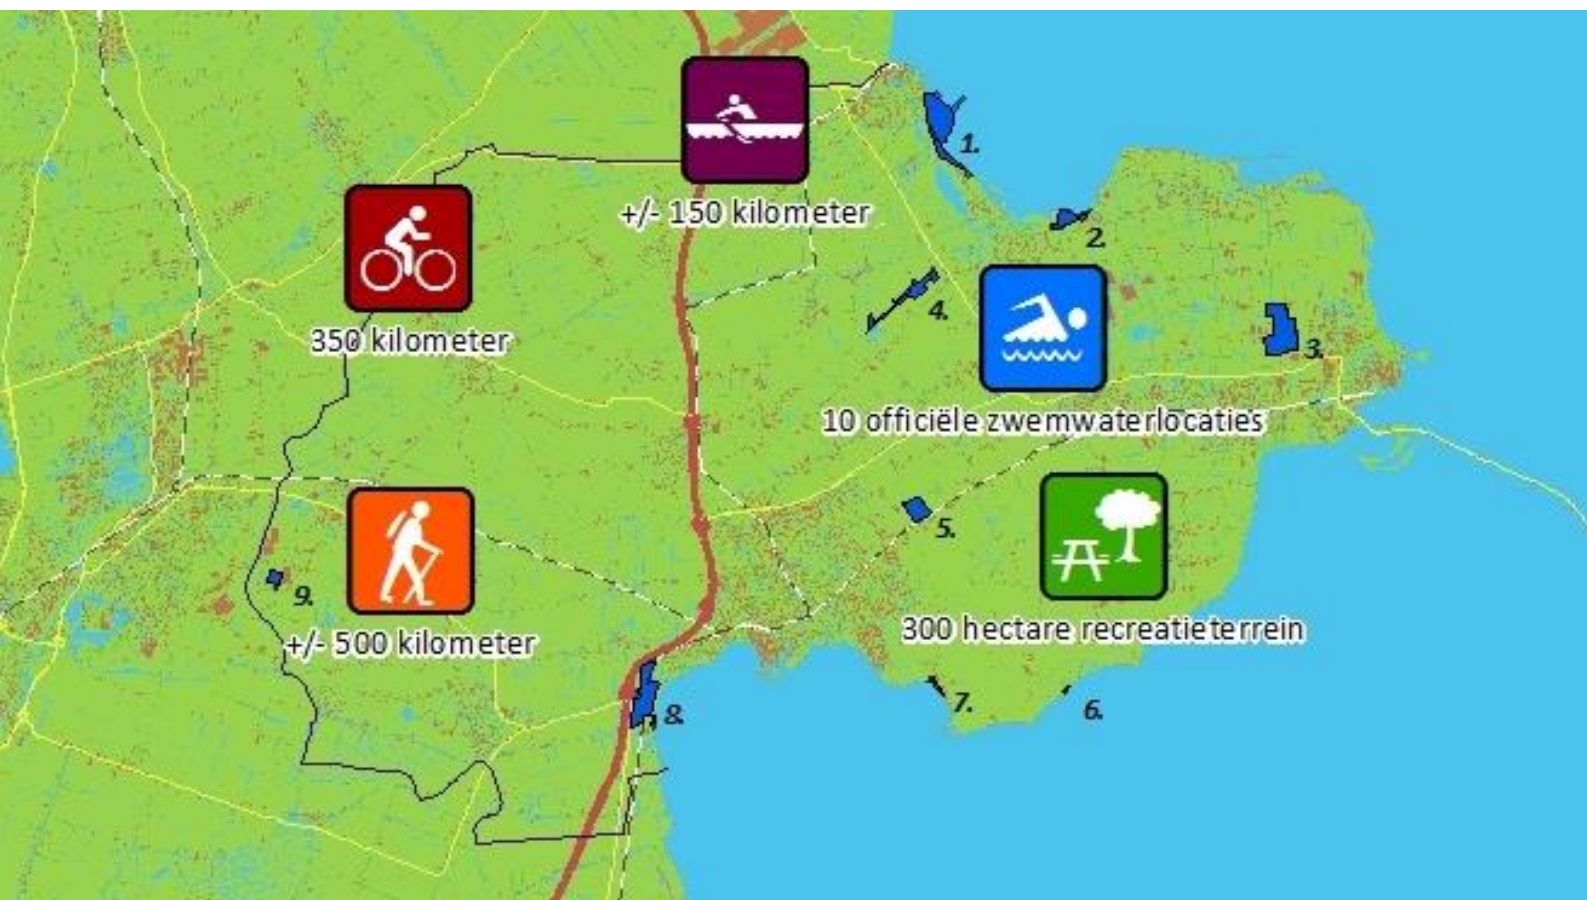 1.
+/- 150 kilometer
2.
4.
350 kilometer
3.
10 officiële zwemwaterlocaties
5.
9.
300 hectare recreatieterrein
+/- 500 kilometer
7.
6.
8.